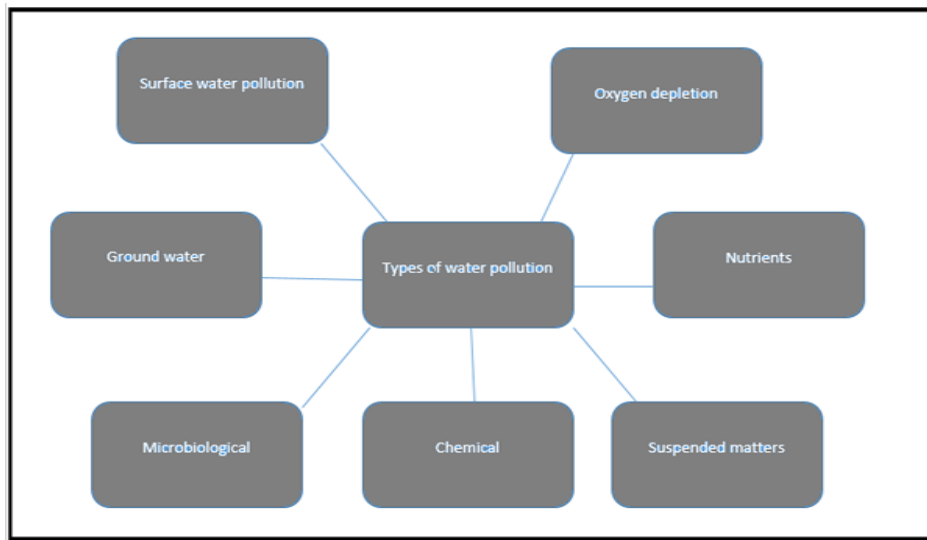 Surface water pollution
Oxygen depletion
Ground water
Types of water pollution
Nutrients
Microbiological
Chemical
Suspended matters